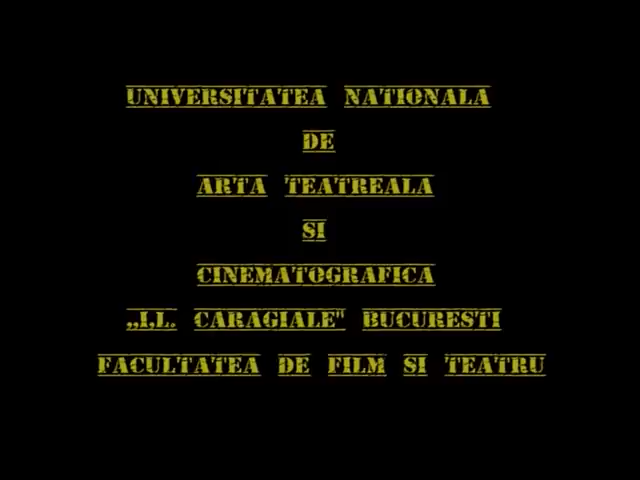 UNIVERSITATEA NATIONALA
DE
ARTA TEATREALA
SI
CINEMATOGRAFICA
„I,L. CARAGIALE" BUCURESTI
FACULTATEA DE FILM SI TEATRU